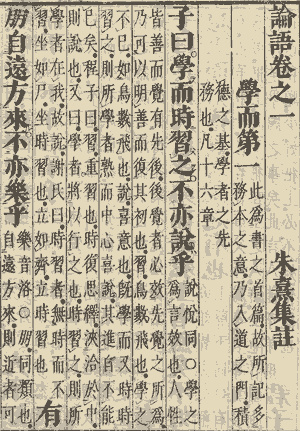 論語卷之一 朱熹集註
學而第一
此爲書之首篇故所記多
務本之意乃入道之門積
德之基學者之先
務也凡十六章
子曰學而時習之不亦說乎
說悅同○學之
爲言效也人性
皆善而覺有先後後覺者必效先覺之所爲
乃可以明善而復其初也習鳥數飛也學之
不已如鳥數飛也說喜意也旣學而又時時
習之則所學者熟而中心喜說其進自不能
已矣程子曰習重習也時復思繹浹洽於中
則說也又曰學者將以行之也時習之則所
學者在我故說謝氏曰時習者無時而不
習坐如尸坐時習也立如齊立時習也
有
朋自遠方來不亦樂乎
樂音洛○朋同類也
自遠方來則近者可